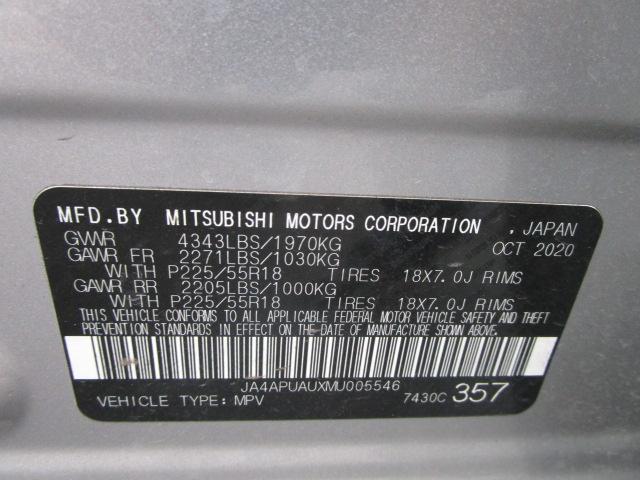 MFD.BY MITSUBISHI MOTORS CORPORATION , JAPAN
GVWR 4343LBS/1970KG OCT 2020
GAWR FR 2271LBS/1030KG
WITH P225/55R18 TIRES 18X7.0J RIMS
GAWR RR 2205LBS/1000KG
WITH P225/55R18 TIRES 18X7.0J RIMS
THIS VEHICLE CONFORMS TO ALL APPLICABLE FEDERAL MOTOR VEHICLE SAFETY AND THEFT
PREVENTION STANDARDS IN EFFECT ON THE DATE OF MANUFACTURE SHOWN ABOVE.
JA4APUAUXMU005546
VEHICLE TYPE: MPV 7430C 357